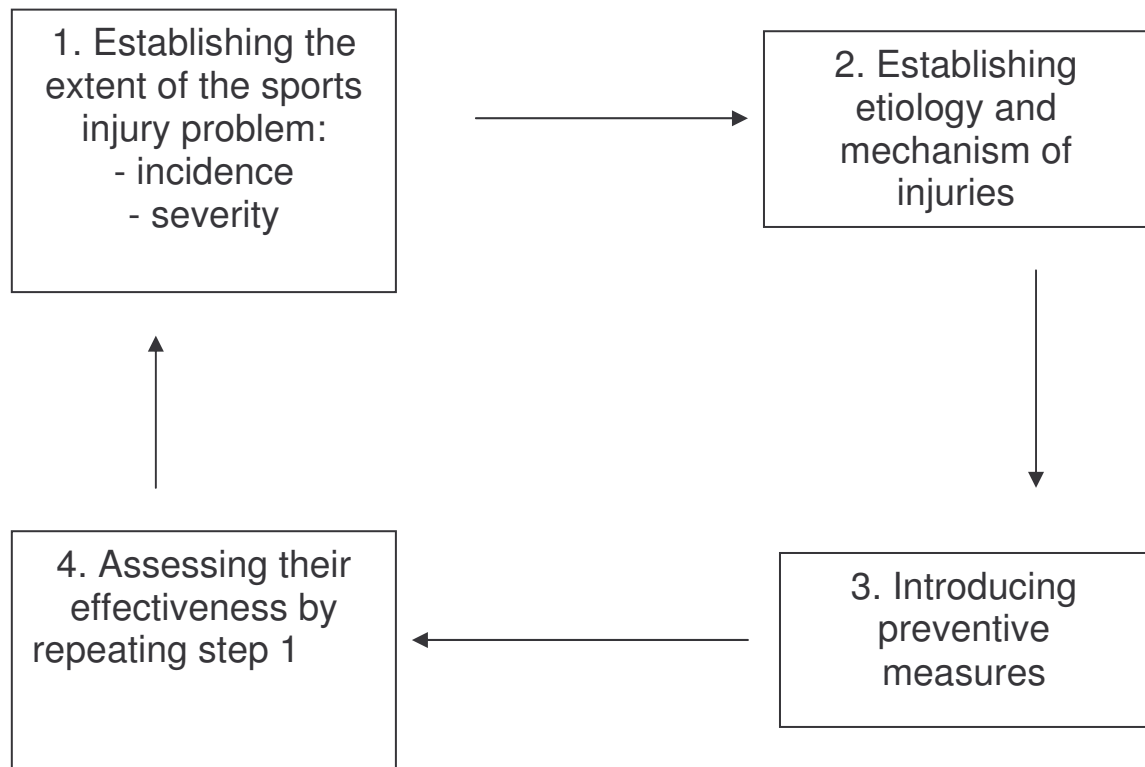 1. Establishing the
extent of the sports
injury problem:
- incidence
- severity
2. Establishing
etiology and
mechanism of
injuries
3. Introducing
preventive
measures
4. Assessing their
effectiveness by
repeating step 1